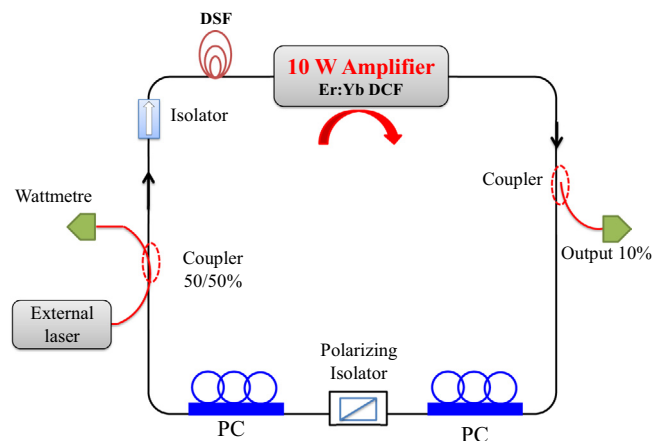 DSF
10 W Amplifier
Er:Yb DCF
Isolator
Coupler
Wattmetre
Coupler
50/50%
Output 10%
External
laser
Polarizing
Isolator
PC
PC